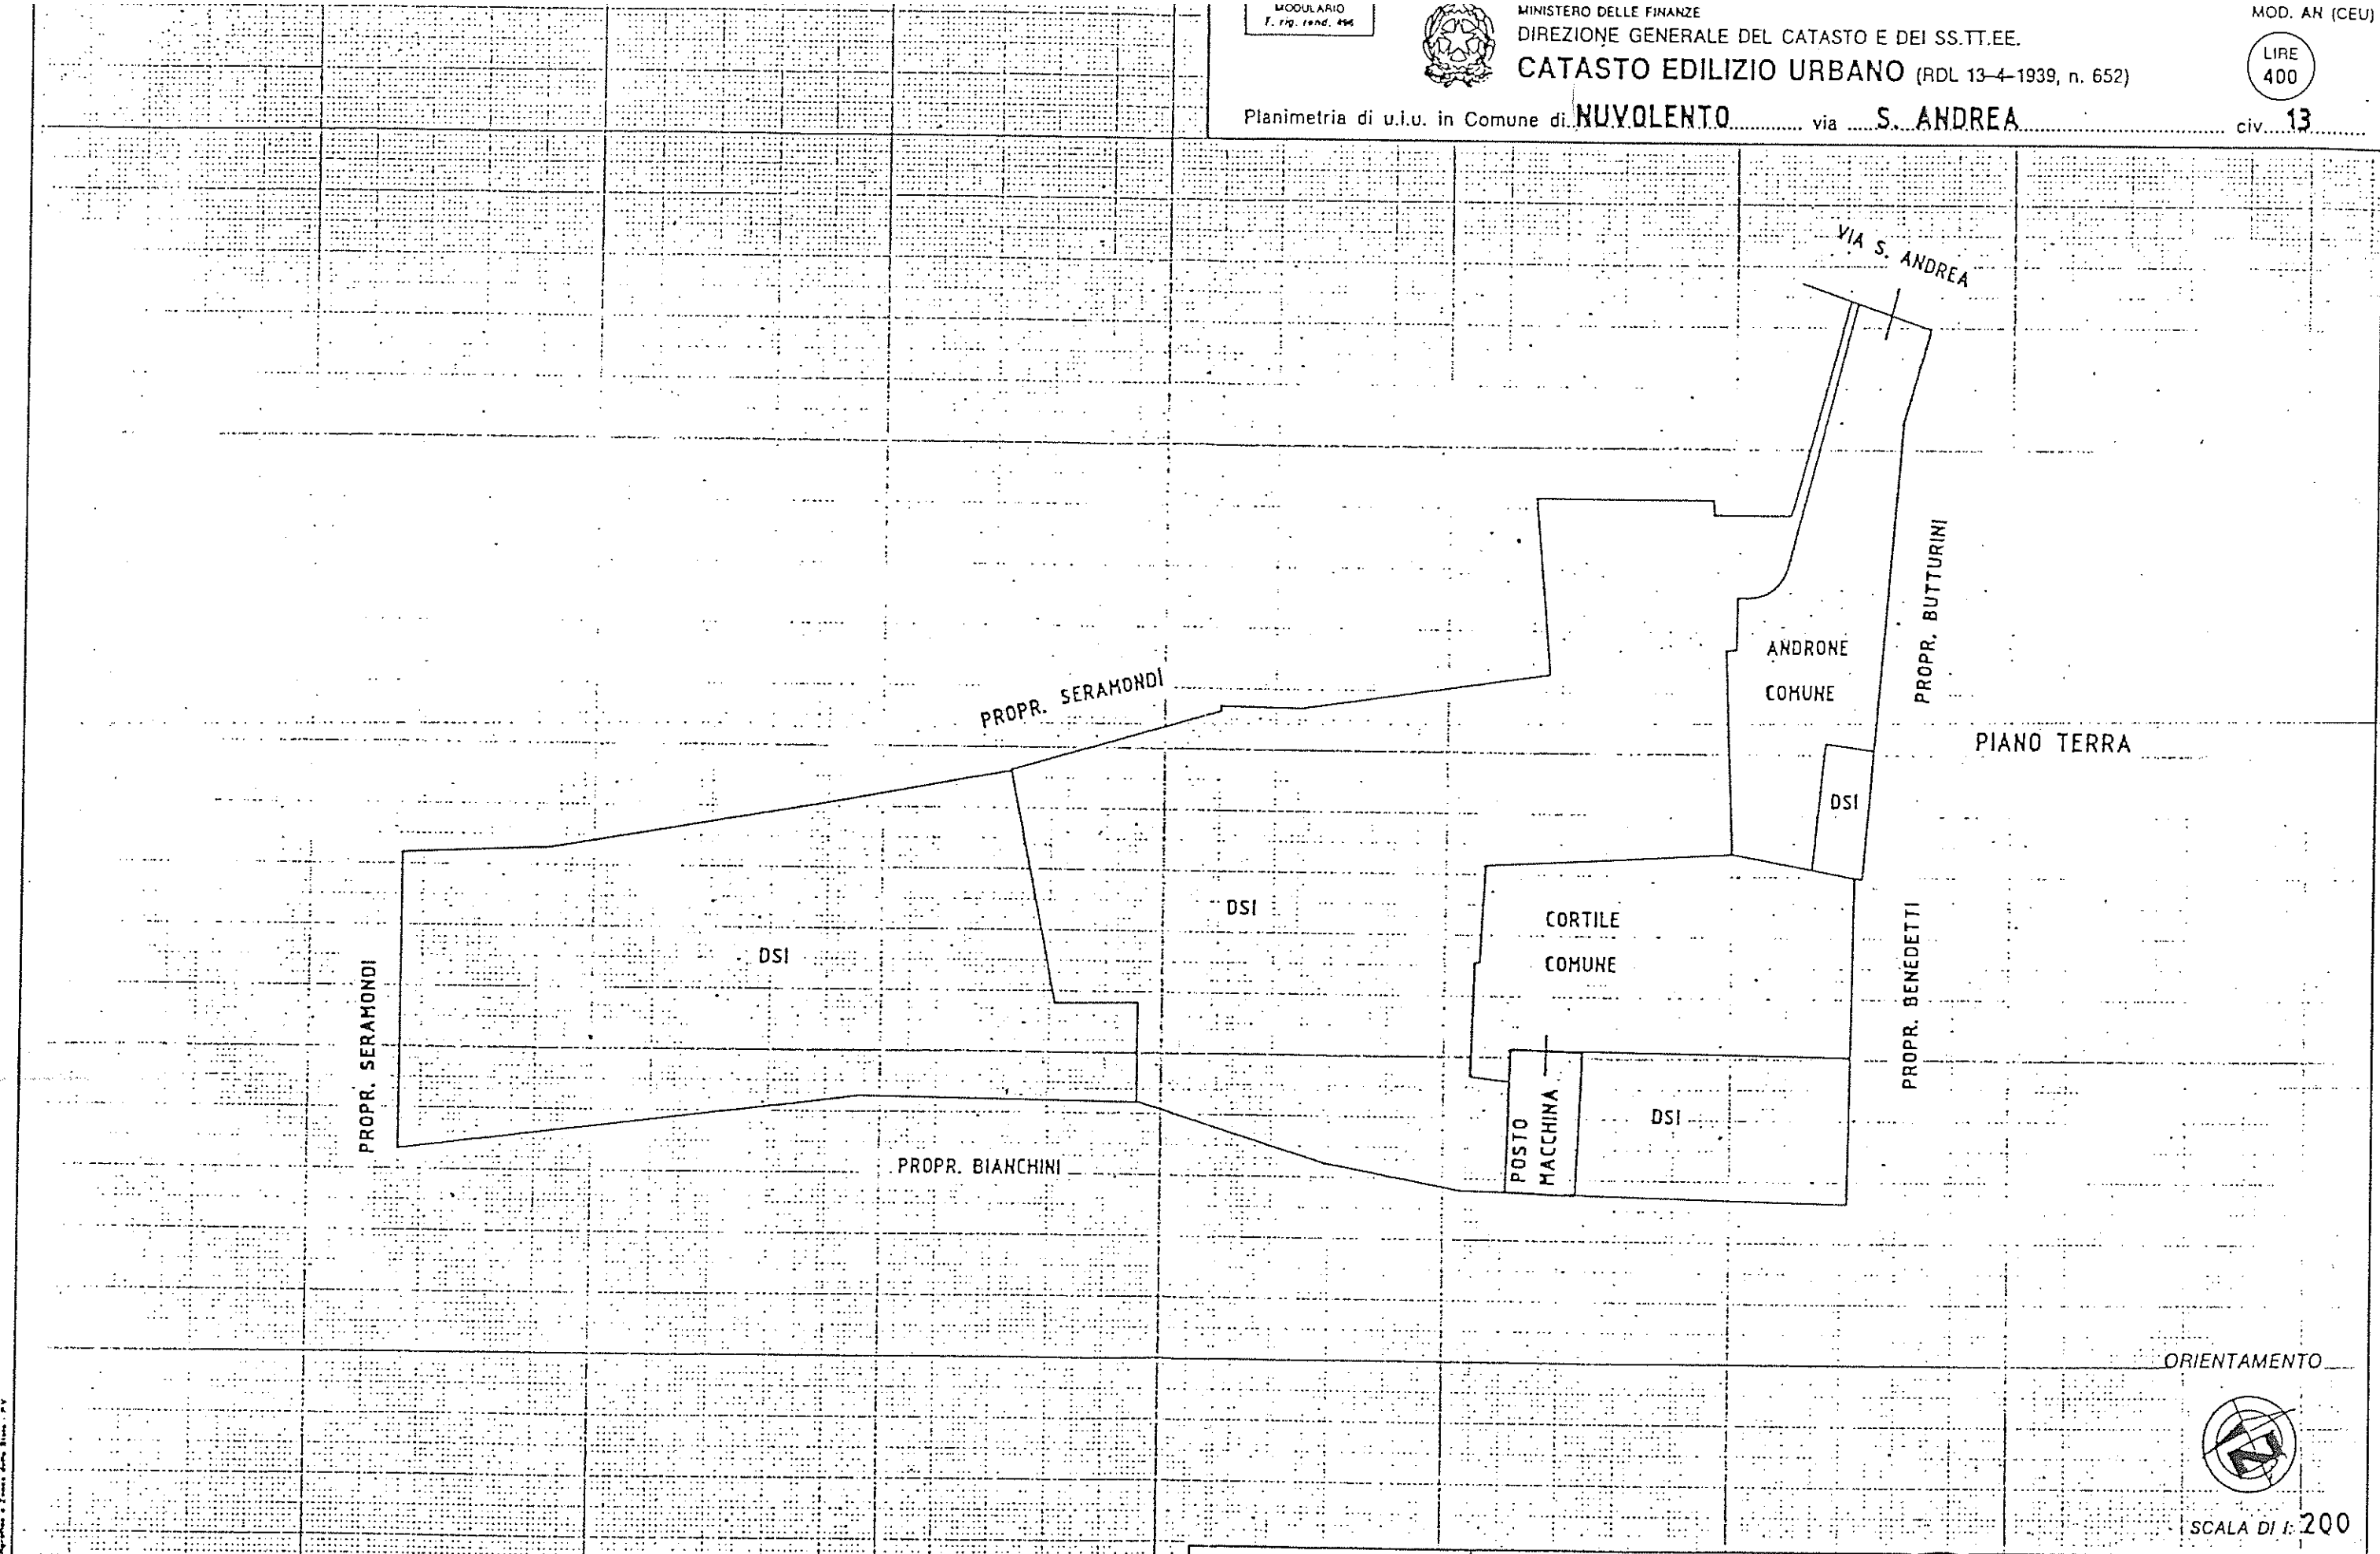 MODULARIO
F. rig. rend. 496
MINISTERO DELLE FINANZE
DIREZIONE GENERALE DEL CATASTO E DEI SS.TT.EE.
CATASTO EDILIZIO URBANO (RDL 13-4-1939, n. 652)
MOD. AN (CEU)
LIRE
400
Planimetria di u.i.u. in Comune di NUVOLENTO via S. ANDREA civ. 13
VIA S. ANDREA
PROPR. BUTTURINI
ANDRONE
COMUNE
PROPR. SERAMONDI
PIANO TERRA
DSI
DSI
CORTILE
COMUNE
DSI
PROPR. SERAMONDI
PROPR. BENEDETTI
POSTO
MACCHINA
DSI
PROPR. BIANCHINI
ORIENTAMENTO
SCALA DI 1: 200